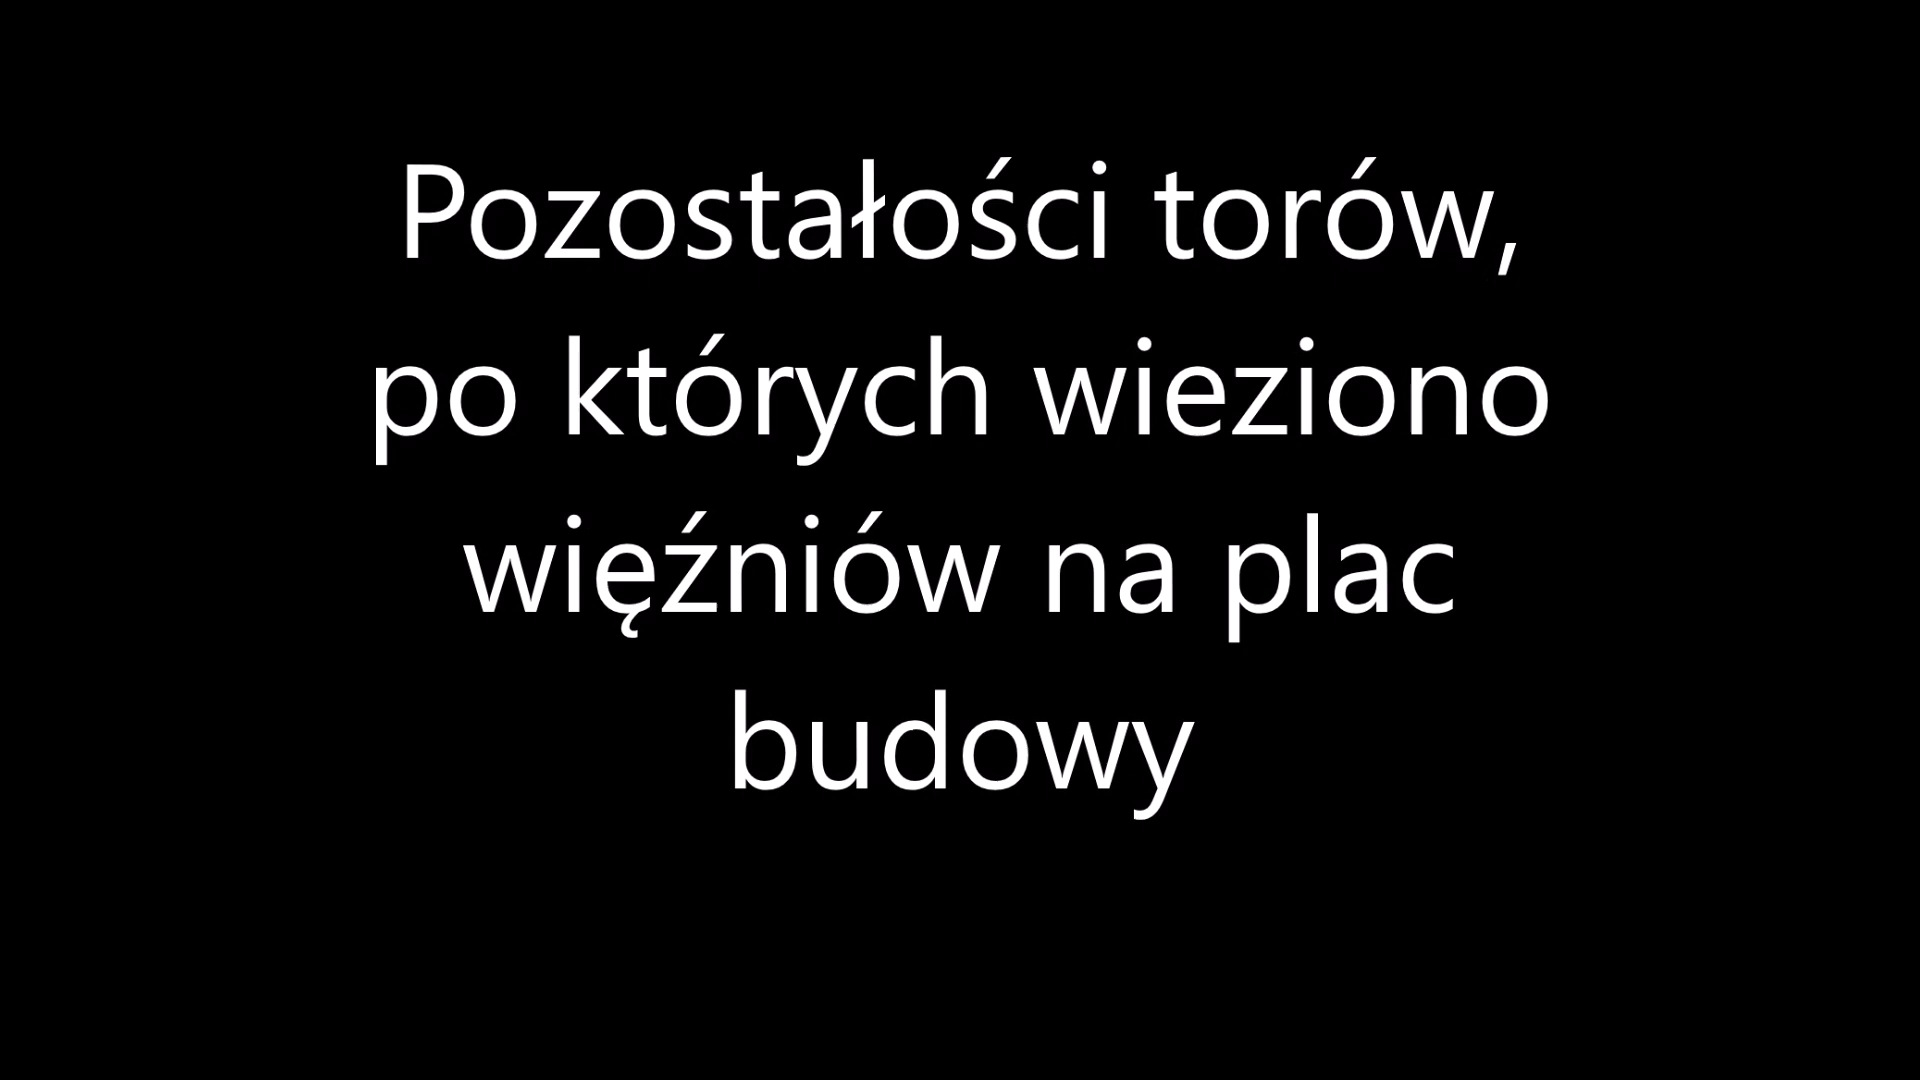 Pozostałości torów,
po których wieziono
więźniów na plac
budowy